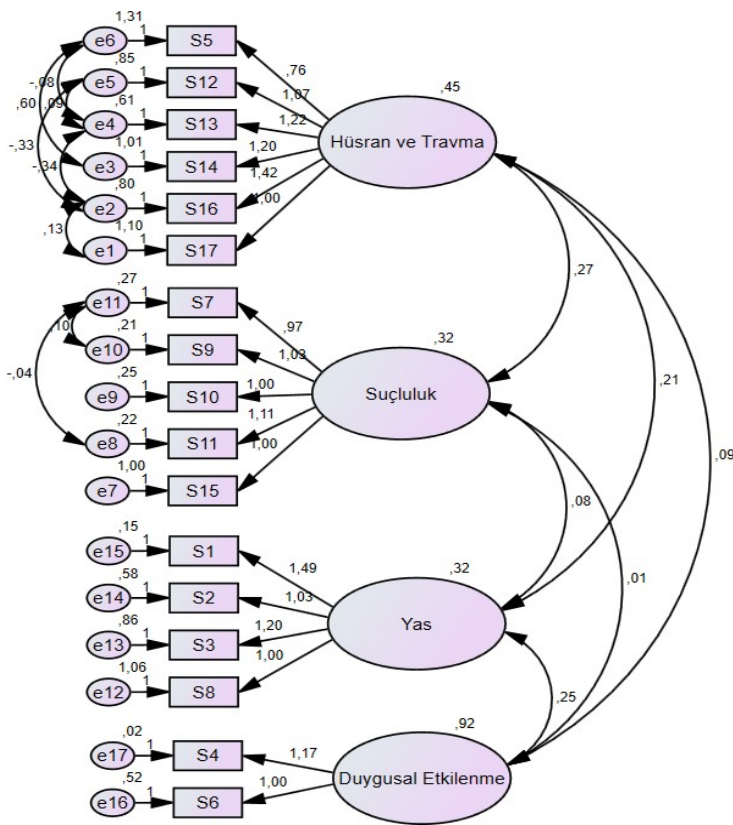 1,31
e6 1 S5
,85
e5 1 S12
,61
e4 1 S13
1,01
e3 1 S14
,80
e2 1 S16
1,10
e1 1 S17
-,08
,60
,09
-,33
-,34
,13
,76
1,07
1,22
1,20
1,42
1,00
,45
Hüsran ve Travma
,27
e11 1 S7
,21
e10 1 S9
,25
e9 1 S10
,22
e8 1 S11
1,00
e7 1 S15
,10
-,04
,97
1,03
1,00
1,11
1,00
,32
Suçluluk
,15
e15 1 S1
,58
e14 1 S2
,86
e13 1 S3
1,06
e12 1 S8
1,49
1,03
1,20
1,00
,32
Yas
,02
e17 1 S4
,52
e16 1 S6
1,17
1,00
,92
Duygusal Etkilenme
,27
,21
,09
,08
,01
,25